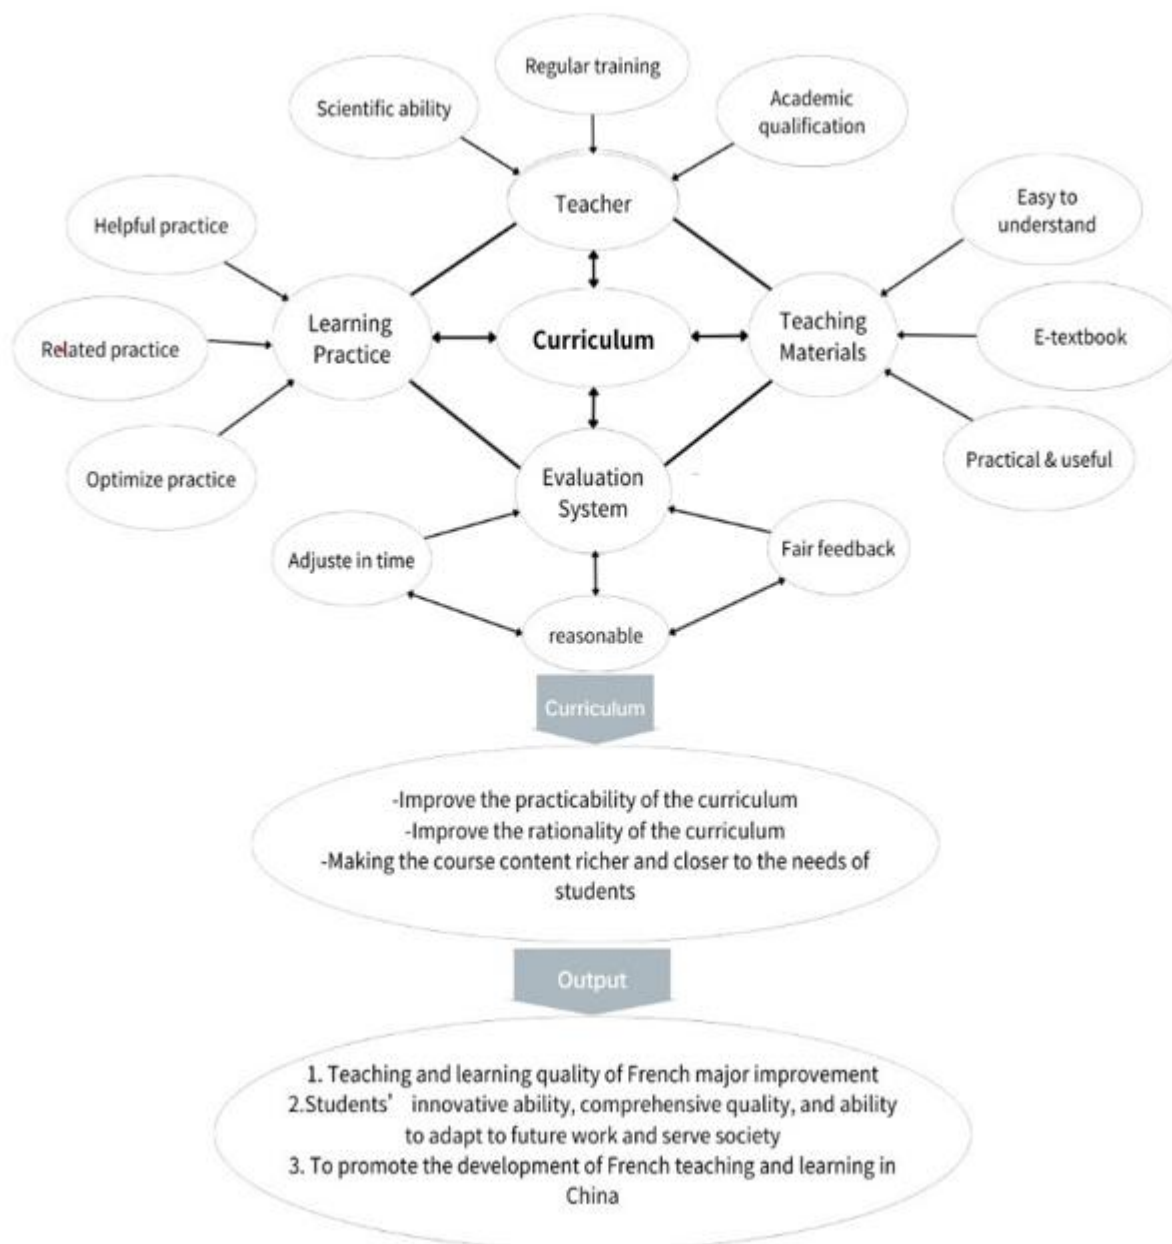 Regular training
Scientific ability
Academic
qualification
Teacher
Easy to
understand
Helpful practice
Learning
Practice
Curriculum
Teaching
Materials
E-textbook
Related practice
Optimize practice
Practical & useful
Evaluation
System
Adjuste in time
Fair feedback
reasonable
Curriculum
-Improve the practicability of the curriculum
-Improve the rationality of the curriculum
-Making the course content richer and closer to the needs of
students
Output
1. Teaching and learning quality of French major improvement
2.Students' innovative ability, comprehensive quality, and ability
to adapt to future work and serve society
3. To promote the development of French teaching and learning in
China